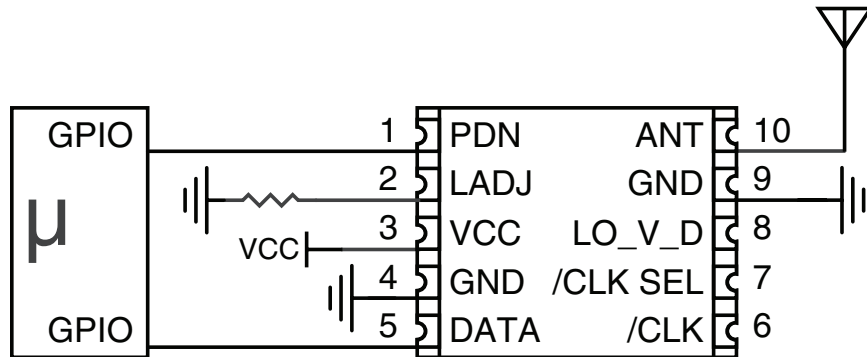 GPIO 1 PDN ANT 10
2 LADJ GND 9
µ
VCC 3 VCC LO_V_D 8
4 GND /CLK SEL 7
GPIO 5 DATA /CLK 6